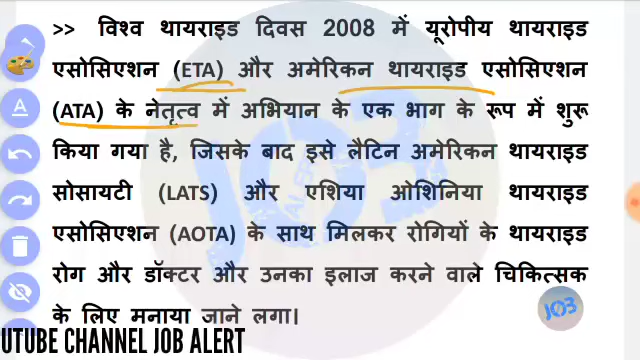 >> विश्व थायराइड दिवस 2008 में यूरोपीय थायराइड
एसोसिएशन (ETA) और अमेरिकन थायराइड एसोसिएशन
(ATA) के नेतृत्व में अभियान के एक भाग के रूप में शुरू
किया गया है, जिसके बाद इसे लैटिन अमेरिकन थायराइड
सोसायटी (LATS) और एशिया ओशिनिया थायराइड
एसोसिएशन (AOTA) के साथ मिलकर रोगियों के थायराइड
रोग और डॉक्टर और उनका इलाज करने वाले चिकित्सक
के लिए मनाया जाने लगा।
JO3
UTUBE CHANNEL JOB ALERT